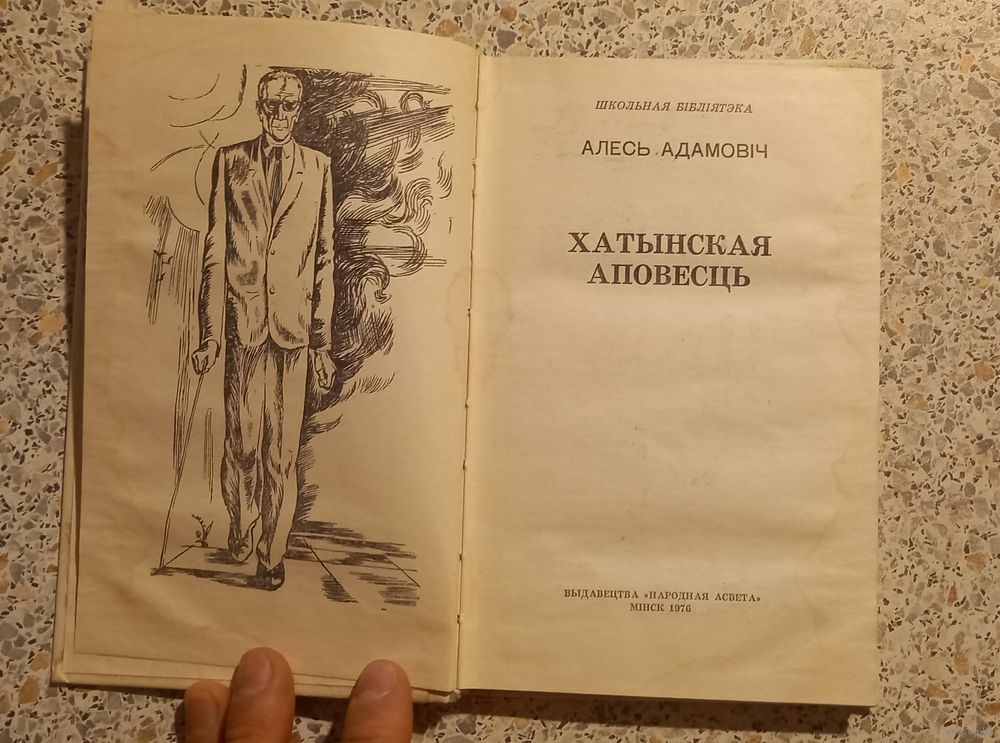 ШКОЛЬНАЯ БІБЛІЯТЭКА
АЛЕСЬ АДАМОВІЧ
ХАТЫНСКАЯ
АПОВЕСЦЬ
ВЫДАВЕЦТВА «НАРОДНАЯ АСВЕТА»
МІНСК 1976